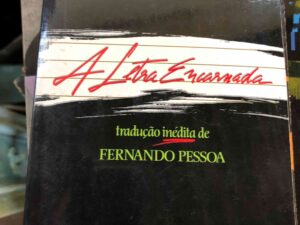 A Letra Encarnada
tradução inédita de
FERNANDO PESSOA